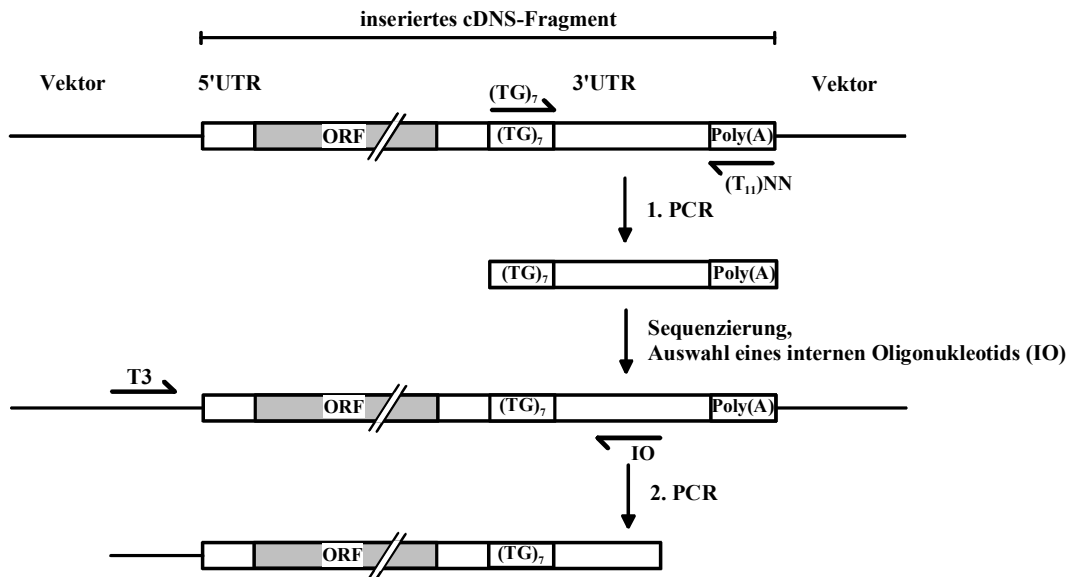 inseriertes cDNS-Fragment
Vektor 5'UTR 3'UTR Vektor
(TG)₇
ORF (TG)₇ Poly(A)
(T₁₁)NN
1. PCR
(TG)₇ Poly(A)
Sequenzierung,
Auswahl eines internen Oligonukleotids (IO)
T3
ORF (TG)₇ Poly(A)
IO
2. PCR
ORF (TG)₇